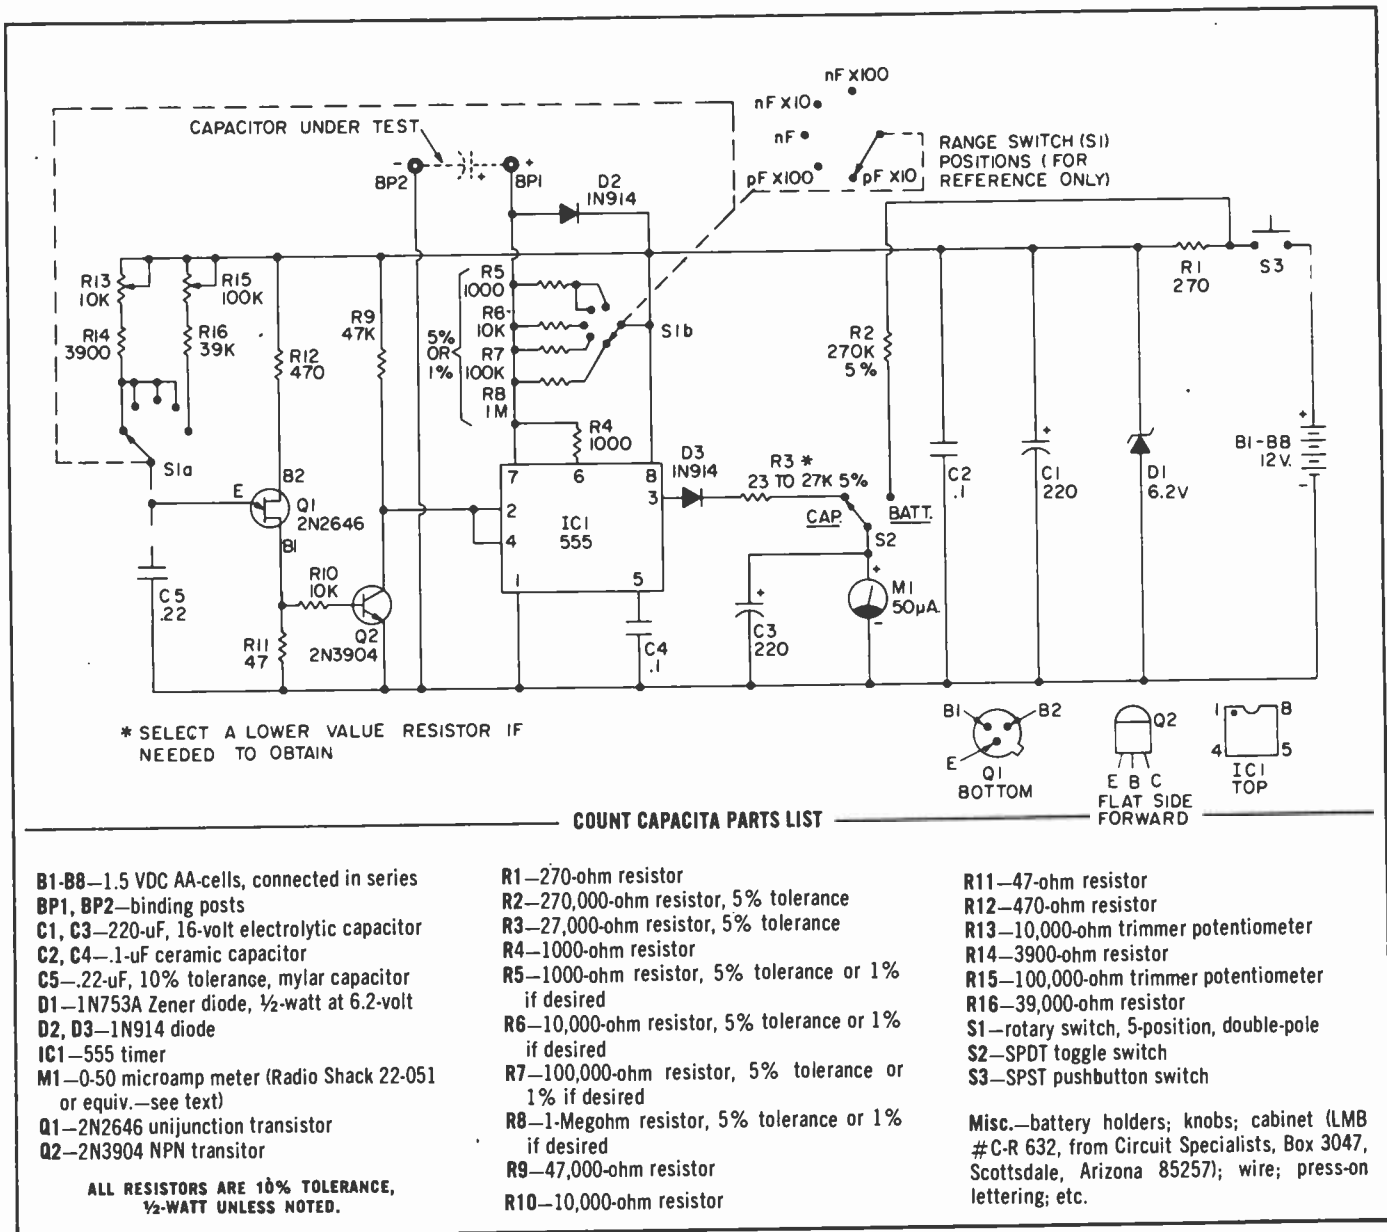 nF X100
nF X10
nF
pF X100
pF X10
RANGE SWITCH (S1)
POSITIONS (FOR
REFERENCE ONLY)
CAPACITOR UNDER TEST
-
+
BP2
+
BP1
D2
1N914
R13
10K
R15
100K
R14
3900
R16
39K
R12
470
R9
47K
5%
OR
1%
R5
1000
R6
10K
R7
100K
R8
1M
R4
1000
S1b
S1a
R1
270
S3
R2
270K
5%
D3
1N914
R3 *
23 TO 27K 5%
CAP.
BATT.
S2
7
6
8
3
2
4
1
5
IC1
555
E
B2
Q1
2N2646
B1
R10
10K
Q2
2N3904
R11
47
C5
.22
C4
.1
+
C3
220
+
M1
50µA
-
C2
.1
+
C1
220
D1
6.2V
+
B1-B8
12V.
-
* SELECT A LOWER VALUE RESISTOR IF
NEEDED TO OBTAIN
B1
B2
E
Q1
BOTTOM
Q2
E B C
FLAT SIDE
FORWARD
1
8
4
5
IC1
TOP
COUNT CAPACITA PARTS LIST
B1-B8—1.5 VDC AA-cells, connected in series
BP1, BP2—binding posts
C1, C3—220-uF, 16-volt electrolytic capacitor
C2, C4—.1-uF ceramic capacitor
C5—.22-uF, 10% tolerance, mylar capacitor
D1—1N753A Zener diode, ½-watt at 6.2-volt
D2, D3—1N914 diode
IC1—555 timer
M1—0-50 microamp meter (Radio Shack 22-051
or equiv.—see text)
Q1—2N2646 unijunction transistor
Q2—2N3904 NPN transitor
ALL RESISTORS ARE 10% TOLERANCE,
½-WATT UNLESS NOTED.
R1—270-ohm resistor
R2—270,000-ohm resistor, 5% tolerance
R3—27,000-ohm resistor, 5% tolerance
R4—1000-ohm resistor
R5—1000-ohm resistor, 5% tolerance or 1%
if desired
R6—10,000-ohm resistor, 5% tolerance or 1%
if desired
R7—100,000-ohm resistor, 5% tolerance or
1% if desired
R8—1-Megohm resistor, 5% tolerance or 1%
if desired
R9—47,000-ohm resistor
R10—10,000-ohm resistor
R11—47-ohm resistor
R12—470-ohm resistor
R13—10,000-ohm trimmer potentiometer
R14—3900-ohm resistor
R15—100,000-ohm trimmer potentiometer
R16—39,000-ohm resistor
S1—rotary switch, 5-position, double-pole
S2—SPDT toggle switch
S3—SPST pushbutton switch
Misc.—battery holders; knobs; cabinet (LMB
#C-R 632, from Circuit Specialists, Box 3047,
Scottsdale, Arizona 85257); wire; press-on
lettering; etc.